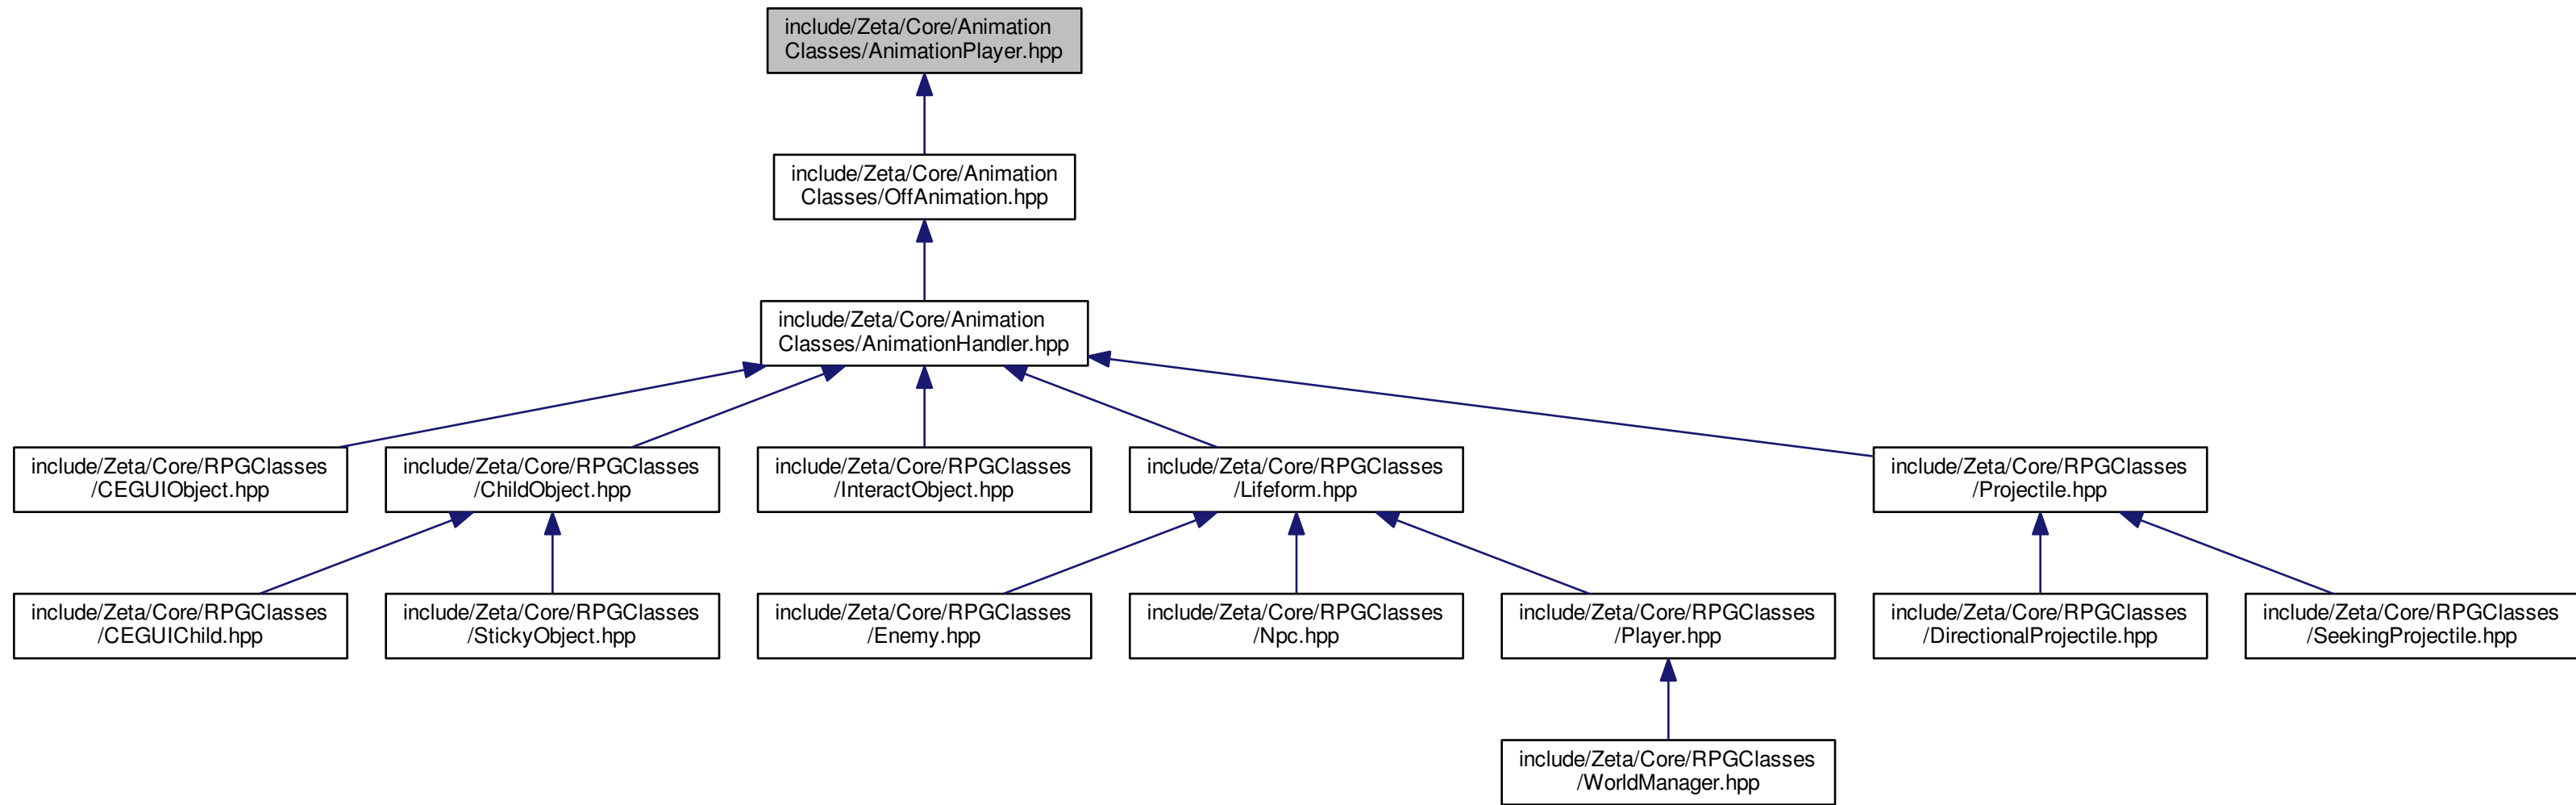 include/Zeta/Core/Animation
Classes/AnimationPlayer.hpp
include/Zeta/Core/Animation
Classes/OffAnimation.hpp
include/Zeta/Core/Animation
Classes/AnimationHandler.hpp
include/Zeta/Core/RPGClasses
/CEGUIObject.hpp
include/Zeta/Core/RPGClasses
/ChildObject.hpp
include/Zeta/Core/RPGClasses
/InteractObject.hpp
include/Zeta/Core/RPGClasses
/Lifeform.hpp
include/Zeta/Core/RPGClasses
/Projectile.hpp
include/Zeta/Core/RPGClasses
/CEGUIChild.hpp
include/Zeta/Core/RPGClasses
/StickyObject.hpp
include/Zeta/Core/RPGClasses
/Enemy.hpp
include/Zeta/Core/RPGClasses
/Npc.hpp
include/Zeta/Core/RPGClasses
/Player.hpp
include/Zeta/Core/RPGClasses
/DirectionalProjectile.hpp
include/Zeta/Core/RPGClasses
/SeekingProjectile.hpp
include/Zeta/Core/RPGClasses
/WorldManager.hpp